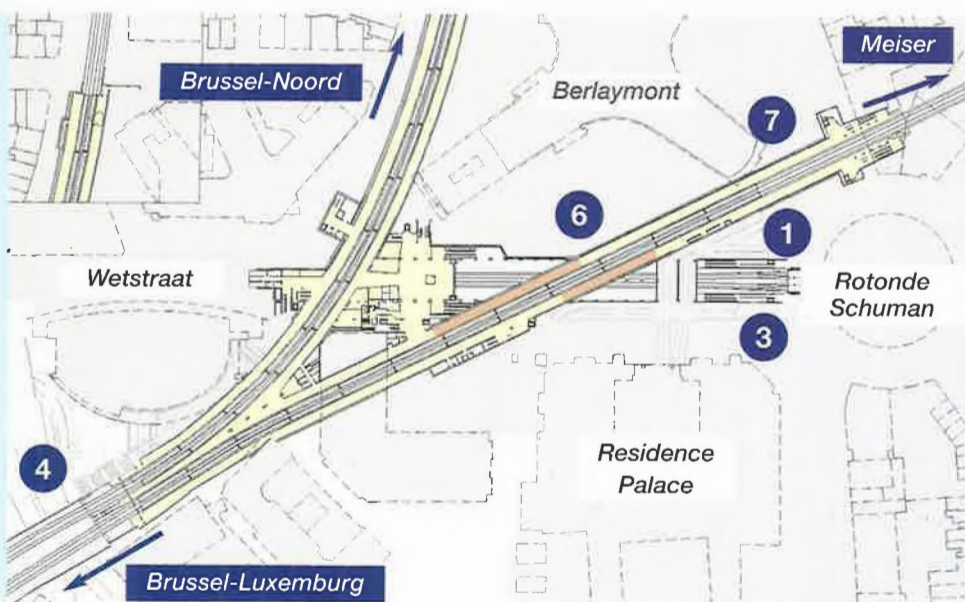 Meiser
Brussel-Noord
Berlaymont
7
6
1
Wetstraat
Rotonde
Schuman
3
4
Residence
Palace
Brussel-Luxemburg